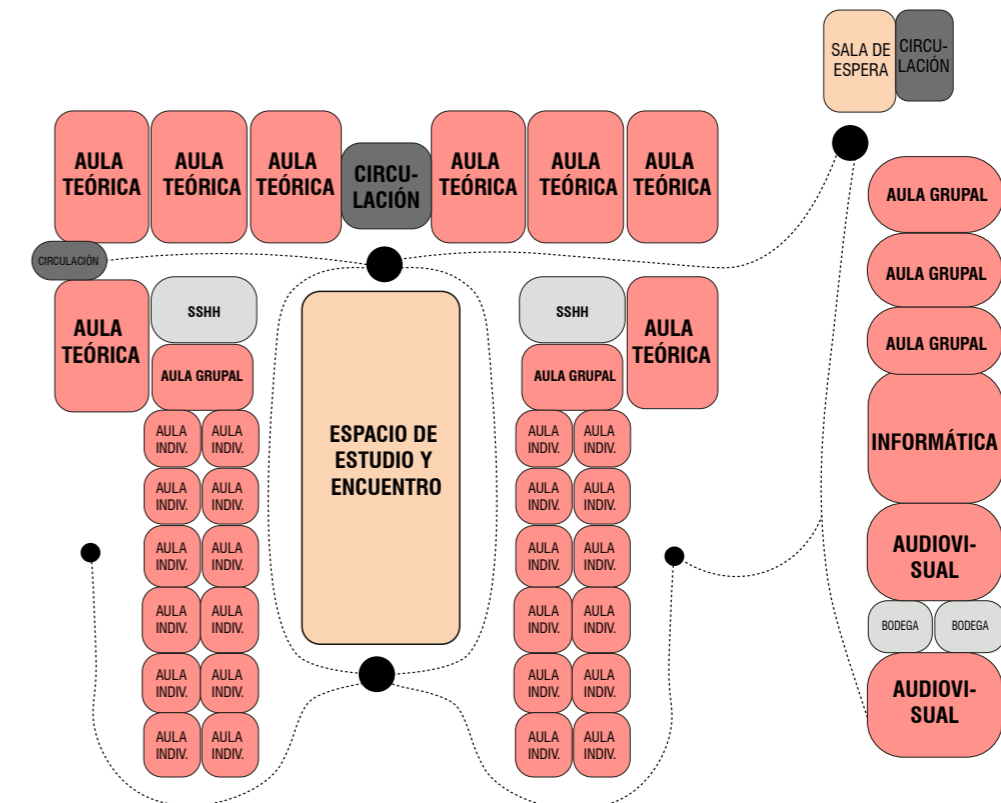 SALA DE
ESPERA
CIRCU-
LACIÓN
AULA
TEÓRICA
AULA
TEÓRICA
AULA
TEÓRICA
CIRCU-
LACIÓN
AULA
TEÓRICA
AULA
TEÓRICA
AULA
TEÓRICA
CIRCULACIÓN
AULA
TEÓRICA
SSHH
AULA GRUPAL
AULA
INDIV.
AULA
INDIV.
AULA
INDIV.
AULA
INDIV.
AULA
INDIV.
AULA
INDIV.
AULA
INDIV.
AULA
INDIV.
AULA
INDIV.
AULA
INDIV.
AULA
INDIV.
AULA
INDIV.
ESPACIO DE
ESTUDIO Y
ENCUENTRO
SSHH
AULA
TEÓRICA
AULA GRUPAL
AULA
INDIV.
AULA
INDIV.
AULA
INDIV.
AULA
INDIV.
AULA
INDIV.
AULA
INDIV.
AULA
INDIV.
AULA
INDIV.
AULA
INDIV.
AULA
INDIV.
AULA
INDIV.
AULA
INDIV.
AULA GRUPAL
AULA GRUPAL
AULA GRUPAL
INFORMÁTICA
AUDIOVI-
SUAL
BODEGA
BODEGA
AUDIOVI-
SUAL